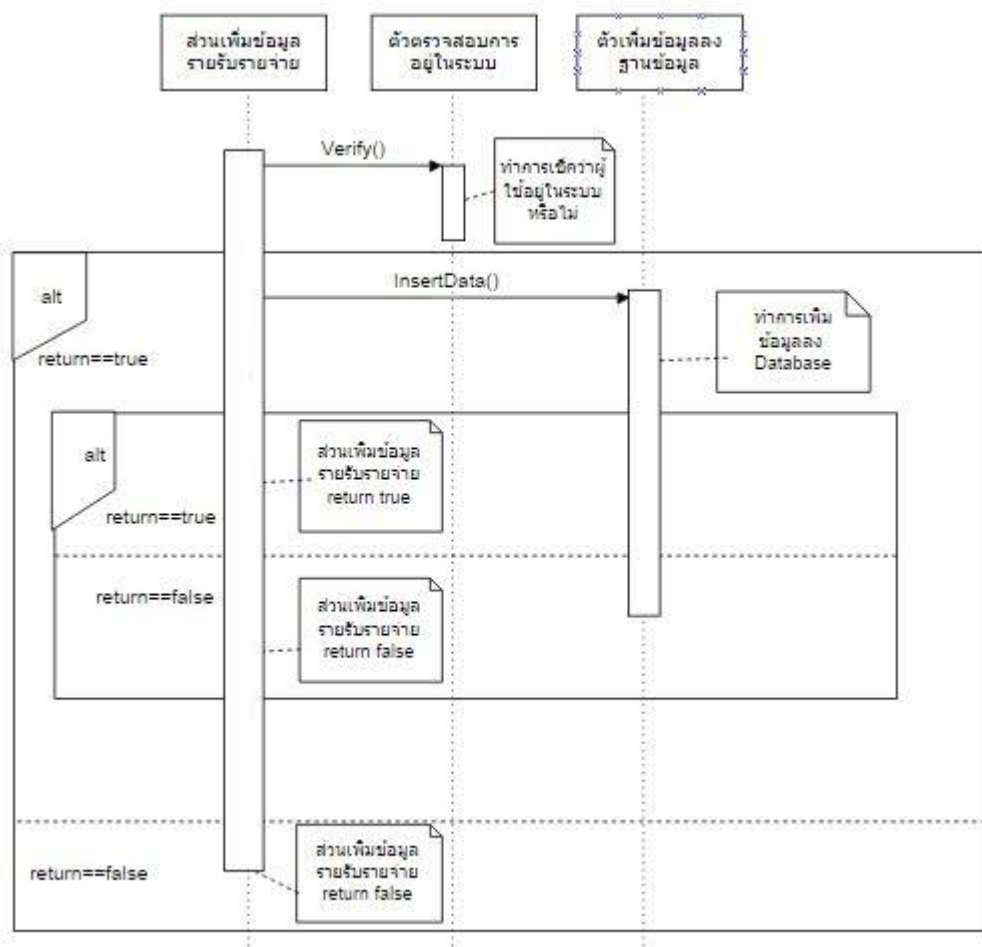 ส่วนเพิ่มข้อมูล
รายรับรายจ่าย
ตัวตรวจสอบการ
อยู่ในระบบ
ตัวเพิ่มข้อมูลลง
ฐานข้อมูล
Verify()
ทำการเช็คว่าผู้
ใช้อยู่ในระบบ
หรือไม่
alt
InsertData()
ทำการเพิ่ม
ข้อมูลลง
Database
return==true
alt
ส่วนเพิ่มข้อมูล
รายรับรายจ่าย
return true
return==true
return==false
ส่วนเพิ่มข้อมูล
รายรับรายจ่าย
return false
return==false
ส่วนเพิ่มข้อมูล
รายรับรายจ่าย
return false